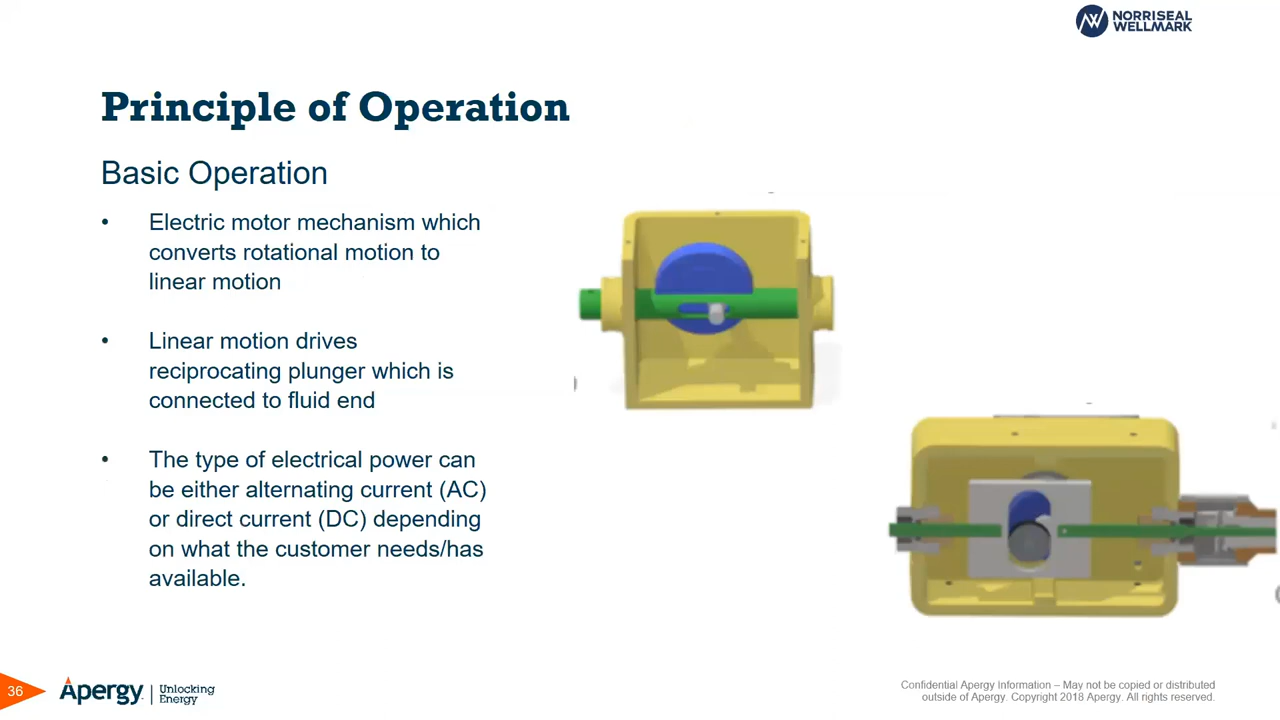 NORRISEAL
WELLMARK
Principle of Operation
Basic Operation
• Electric motor mechanism which
converts rotational motion to
linear motion
• Linear motion drives
reciprocating plunger which is
connected to fluid end
• The type of electrical power can
be either alternating current (AC)
or direct current (DC) depending
on what the customer needs/has
available.
36
Apergy
Unlocking
Energy
Confidential Apergy Information – May not be copied or distributed
outside of Apergy. Copyright 2018 Apergy. All rights reserved.